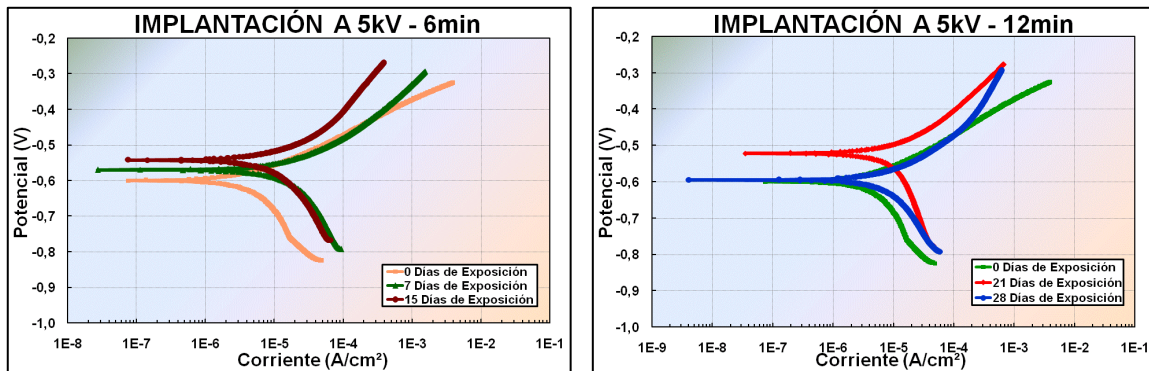 IMPLANTACIÓN A 5kV - 6min
-0,2
-0,3
-0,4
-0,5
-0,6
-0,7
-0,8
-0,9
-1,0
Potencial (V)
0 Días de Exposición
7 Días de Exposición
15 Días de Exposición
1E-8 1E-7 1E-6 1E-5 1E-4 1E-3 1E-2 1E-1
Corriente (A/cm²)
IMPLANTACIÓN A 5kV - 12min
-0,2
-0,3
-0,4
-0,5
-0,6
-0,7
-0,8
-0,9
-1,0
Potencial (V)
0 Días de Exposición
21 Días de Exposición
28 Días de Exposición
1E-9 1E-8 1E-7 1E-6 1E-5 1E-4 1E-3 1E-2 1E-1
Corriente (A/cm²)